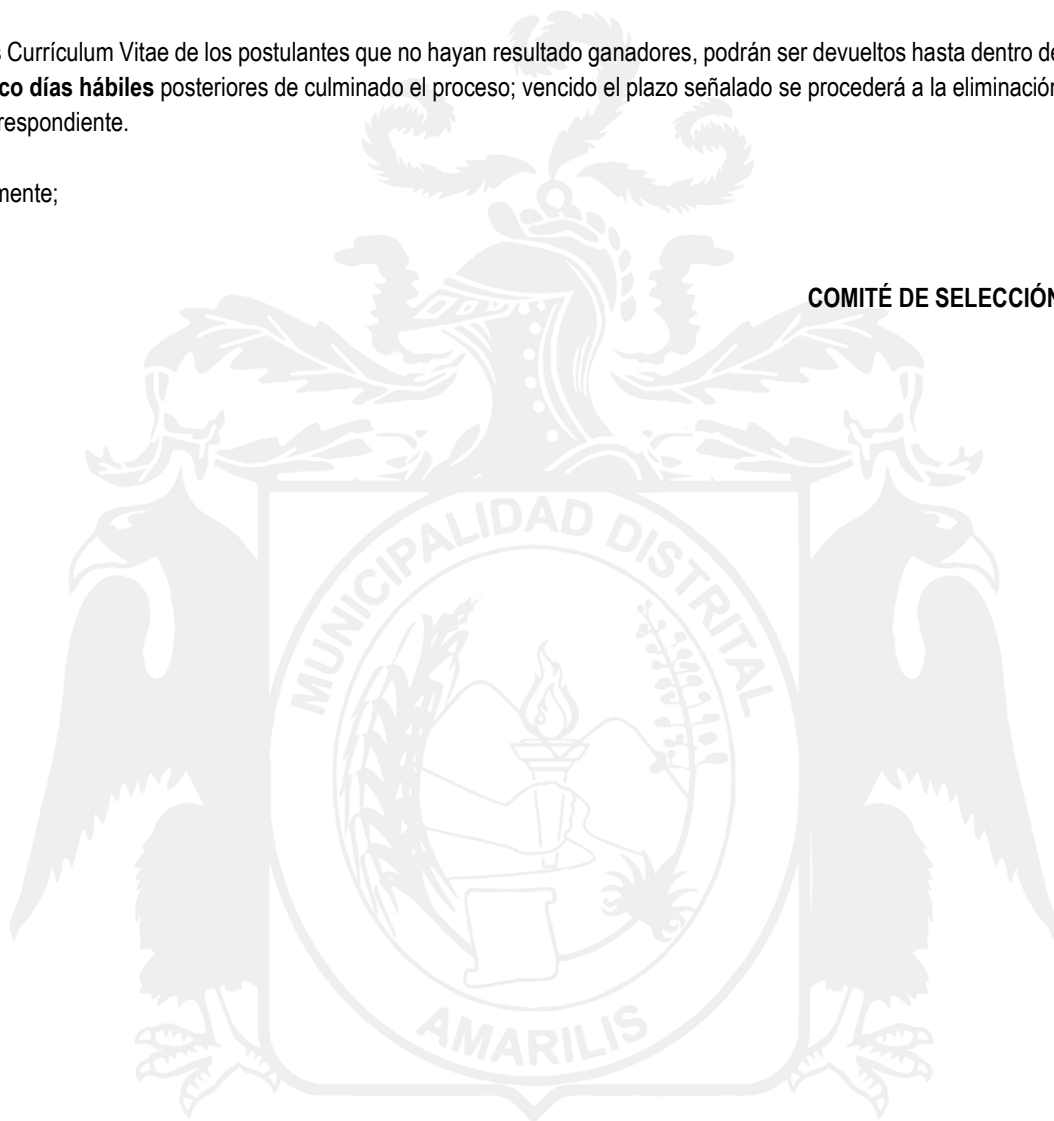 s Currículum Vitae de los postulantes que no hayan resultado ganadores, podrán ser devueltos hasta dentro de
co días hábiles posteriores de culminado el proceso; vencido el plazo señalado se procederá a la eliminación
respondiente.
mente;
COMITÉ DE SELECCIÓN
MUNICIPALIDAD DISTRITAL
AMARILIS